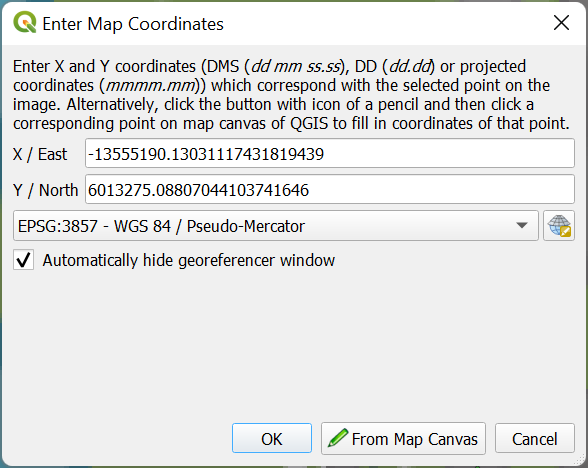 Enter Map Coordinates
Enter X and Y coordinates (DMS (dd mm ss.ss), DD (dd.dd) or projected
coordinates (mmmm.mm)) which correspond with the selected point on the
image. Alternatively, click the button with icon of a pencil and then click a
corresponding point on map canvas of QGIS to fill in coordinates of that point.
X / East -13555190.13031117431819439
Y / North 6013275.08807044103741646
EPSG:3857 - WGS 84 / Pseudo-Mercator
Automatically hide georeferencer window
OK From Map Canvas Cancel